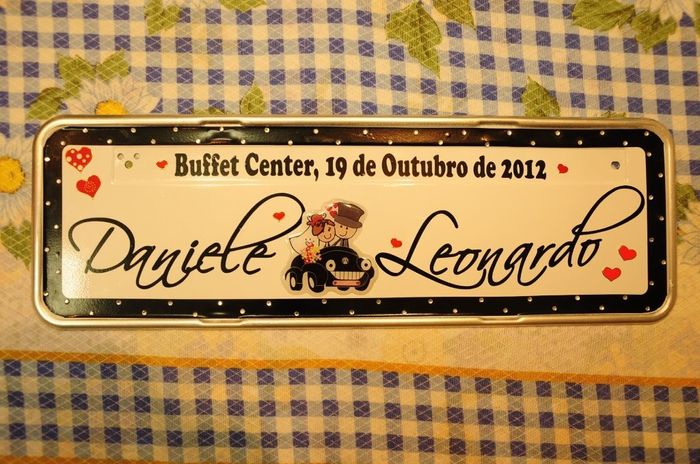 Buffet Center, 19 de Outubro de 2012
Daniele Leonardo